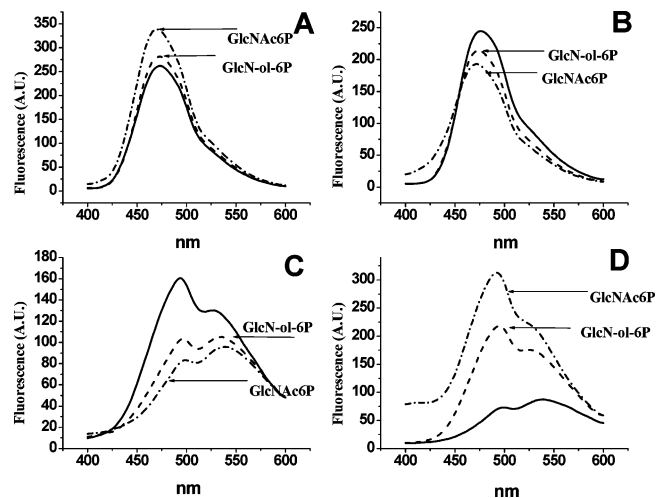 A
350
300
250
200
150
100
50
0
Fluorescence (A.U.)
GlcNAc6P
GlcN-ol-6P
400 450 500 550 600
nm
B
250
200
150
100
50
0
Fluorescence (A.U.)
GlcN-ol-6P
GlcNAc6P
400 450 500 550 600
nm
C
180
160
140
120
100
80
60
40
20
0
Fluorescence (A.U.)
GlcN-ol-6P
GlcNAc6P
400 450 500 550 600
nm
D
300
250
200
150
100
50
0
Fluorescence (A.U.)
GlcNAc6P
GlcN-ol-6P
400 450 500 550 600
nm